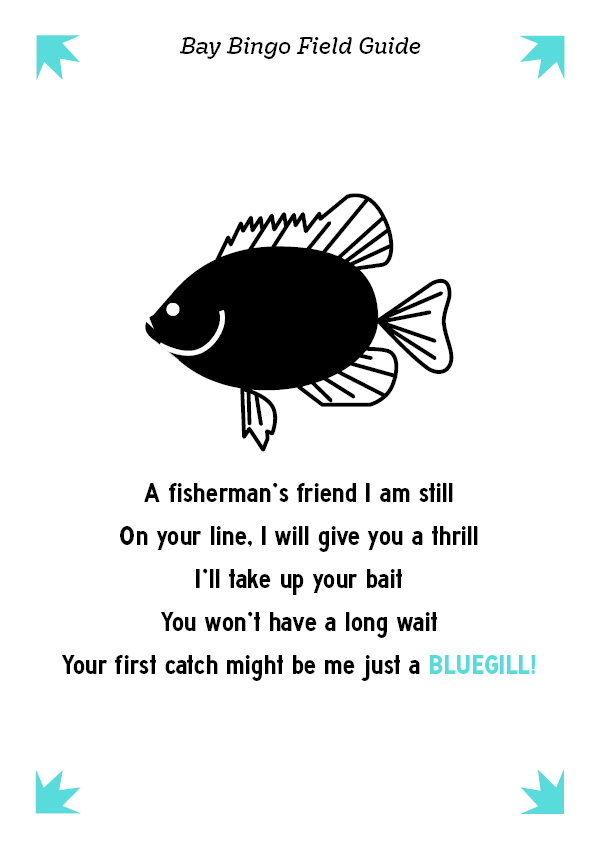 Bay Bingo Field Guide
A fisherman's friend I am still
On your line, I will give you a thrill
I'll take up your bait
You won't have a long wait
Your first catch might be me just a BLUEGILL!